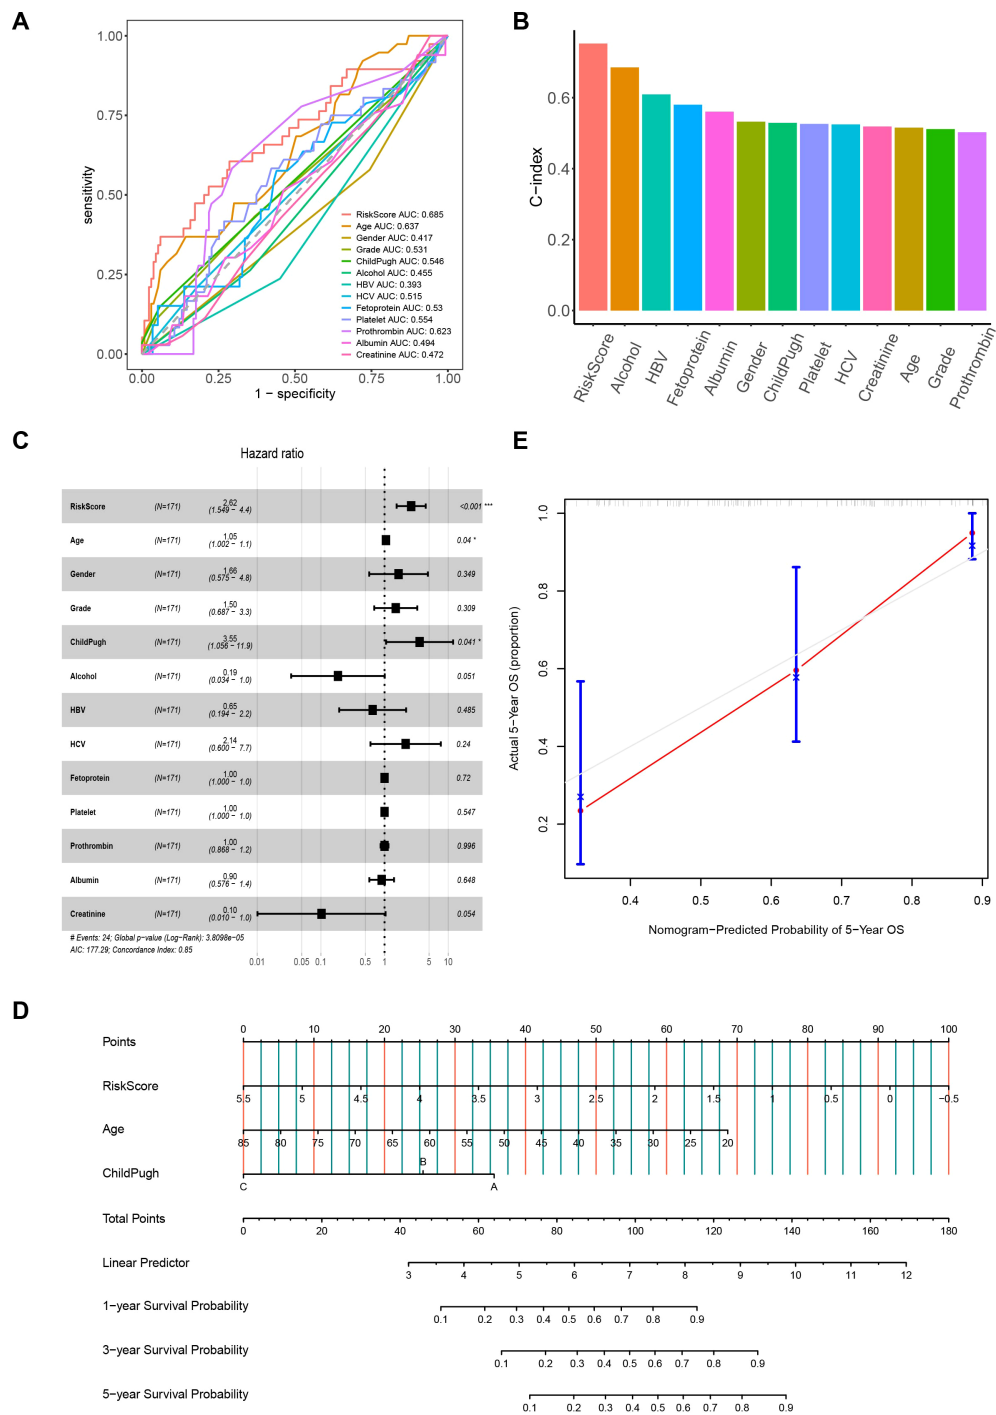 A
1.00
0.75
0.50
0.25
0.00
sensitivity
RiskScore AUC: 0.685
Age AUC: 0.637
Gender AUC: 0.417
Grade AUC: 0.531
ChildPugh AUC: 0.546
Alcohol AUC: 0.455
HBV AUC: 0.393
HCV AUC: 0.515
Fetoprotein AUC: 0.53
Platelet AUC: 0.554
Prothrombin AUC: 0.623
Albumin AUC: 0.494
Creatinine AUC: 0.472
0.00 0.25 0.50 0.75 1.00
1 − specificity
B
C−index
0.6
0.4
0.2
0.0
RiskScore Alcohol HBV Fetoprotein Albumin Gender ChildPugh Platelet HCV Creatinine Age Grade Prothrombin
C
Hazard ratio
RiskScore (N=171) 2.62 (1.549 − 4.4) <0.001 ***
Age (N=171) 1.05 (1.002 − 1.1) 0.04 *
Gender (N=171) 1.66 (0.575 − 4.8) 0.349
Grade (N=171) 1.50 (0.687 − 3.3) 0.309
ChildPugh (N=171) 3.55 (1.056 − 11.9) 0.041 *
Alcohol (N=171) 0.19 (0.034 − 1.0) 0.051
HBV (N=171) 0.65 (0.194 − 2.2) 0.485
HCV (N=171) 2.14 (0.600 − 7.7) 0.24
Fetoprotein (N=171) 1.00 (1.000 − 1.0) 0.72
Platelet (N=171) 1.00 (1.000 − 1.0) 0.547
Prothrombin (N=171) 1.00 (0.868 − 1.2) 0.996
Albumin (N=171) 0.90 (0.576 − 1.4) 0.648
Creatinine (N=171) 0.10 (0.010 − 1.0) 0.054
# Events: 24; Global p−value (Log−Rank): 3.8098e−05
AIC: 177.29; Concordance Index: 0.85
0.01 0.05 0.1 0.5 1 5 10
E
Actual 5−Year OS (proportion)
1.0
0.8
0.6
0.4
0.2
0.4 0.5 0.6 0.7 0.8 0.9
Nomogram−Predicted Probability of 5−Year OS
D
0 10 20 30 40 50 60 70 80 90 100
Points
RiskScore
5.5 5 4.5 4 3.5 3 2.5 2 1.5 1 0.5 0 −0.5
Age
85 80 75 70 65 60 55 50 45 40 35 30 25 20
B
ChildPugh
C A
Total Points
0 20 40 60 80 100 120 140 160 180
Linear Predictor
3 4 5 6 7 8 9 10 11 12
1−year Survival Probability
0.1 0.2 0.3 0.4 0.5 0.6 0.7 0.8 0.9
3−year Survival Probability
0.1 0.2 0.3 0.4 0.5 0.6 0.7 0.8 0.9
5−year Survival Probability
0.1 0.2 0.3 0.4 0.5 0.6 0.7 0.8 0.9